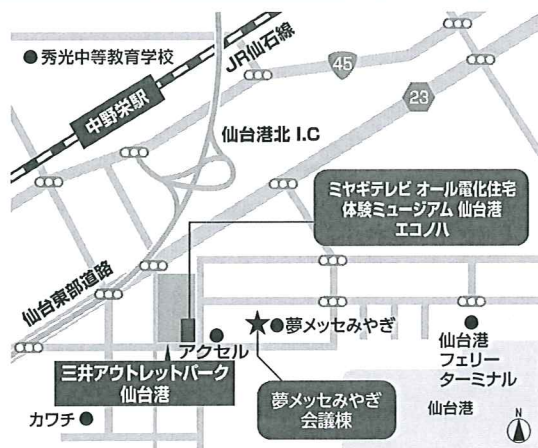 秀光中等教育学校
JR仙石線
45
中野栄駅
23
仙台港北 I.C
ミヤギテレビ オール電化住宅
体験ミュージアム 仙台港
エコノハ
仙台東部道路
夢メッセみやぎ
アクセル
仙台港
フェリー
ターミナル
三井アウトレットパーク
仙台港
夢メッセみやぎ
会議棟
仙台港
カワチ
N